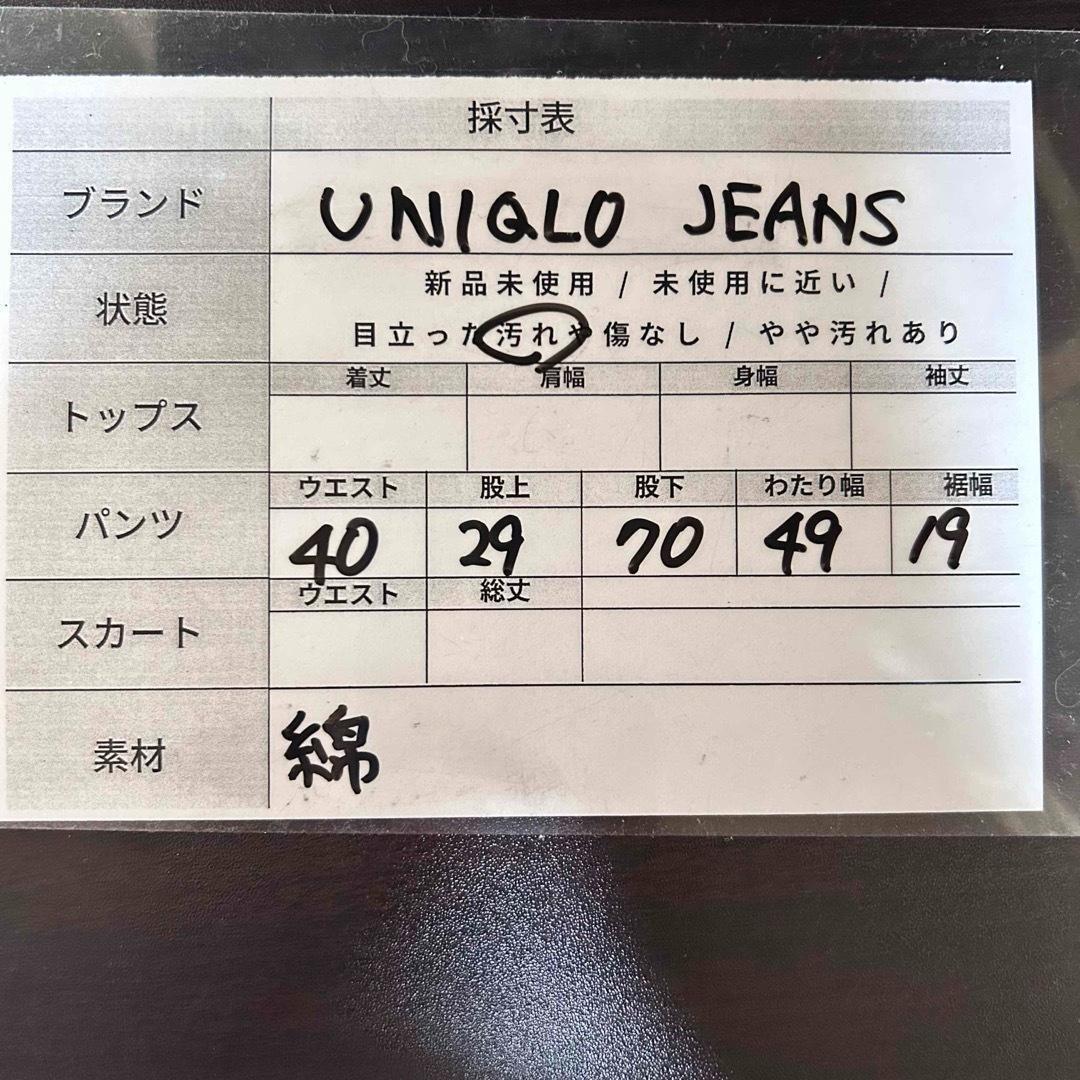 採寸表
ブランド UNIQLO JEANS
状態 新品未使用 / 未使用に近い /
目立った汚れや傷なし / やや汚れあり
トップス 着丈 肩幅 身幅 袖丈
パンツ ウエスト 股上 股下 わたり幅 裾幅
40 29 70 49 19
スカート ウエスト 総丈
素材 綿